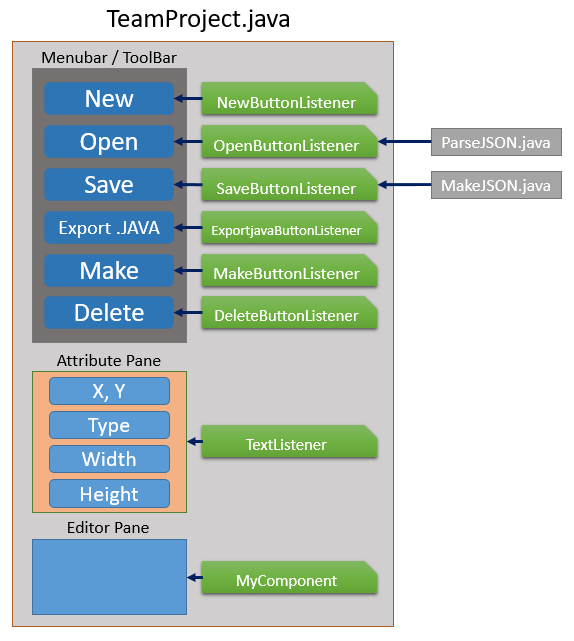 TeamProject.java
Menubar / ToolBar
New
NewButtonListener
Open
OpenButtonListener
ParseJSON.java
Save
SaveButtonListener
MakeJSON.java
Export .JAVA
ExportjavaButtonListener
Make
MakeButtonListener
Delete
DeleteButtonListener
Attribute Pane
X, Y
Type
Width
Height
TextListener
Editor Pane
MyComponent